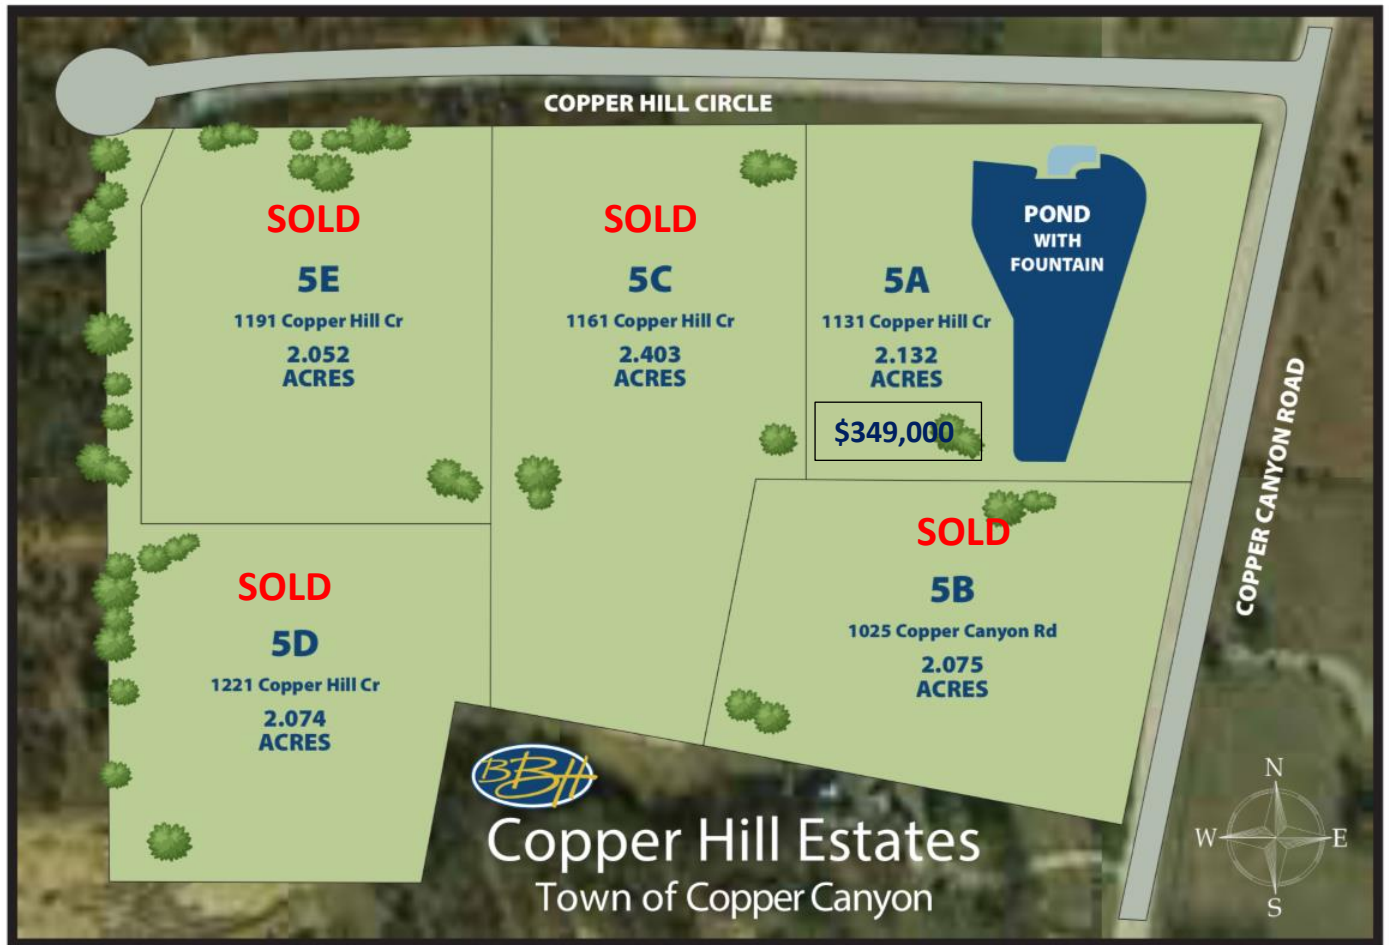 COPPER HILL CIRCLE
SOLD
5E
1191 Copper Hill Cr
2.052
ACRES
SOLD
5C
1161 Copper Hill Cr
2.403
ACRES
5A
1131 Copper Hill Cr
2.132
ACRES
$349,000
POND
WITH
FOUNTAIN
COPPER CANYON ROAD
SOLD
5D
1221 Copper Hill Cr
2.074
ACRES
SOLD
5B
1025 Copper Canyon Rd
2.075
ACRES
BBH
Copper Hill Estates
Town of Copper Canyon
N
W
E
S